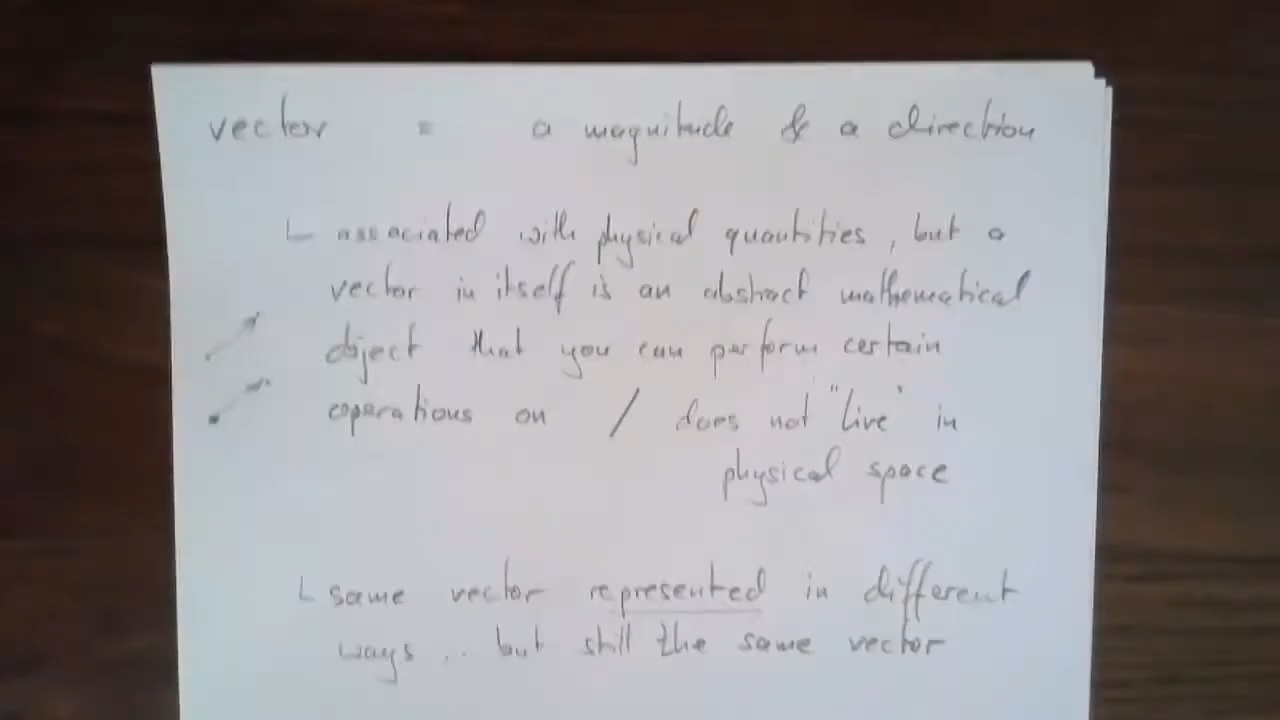 vector = a magnitude & a direction
associated with physical quantities, but a
vector in itself is an abstract mathematical
object that you can perform certain
operations on / does not "live" in
physical space
same vector represented in different
ways .. but still the same vector